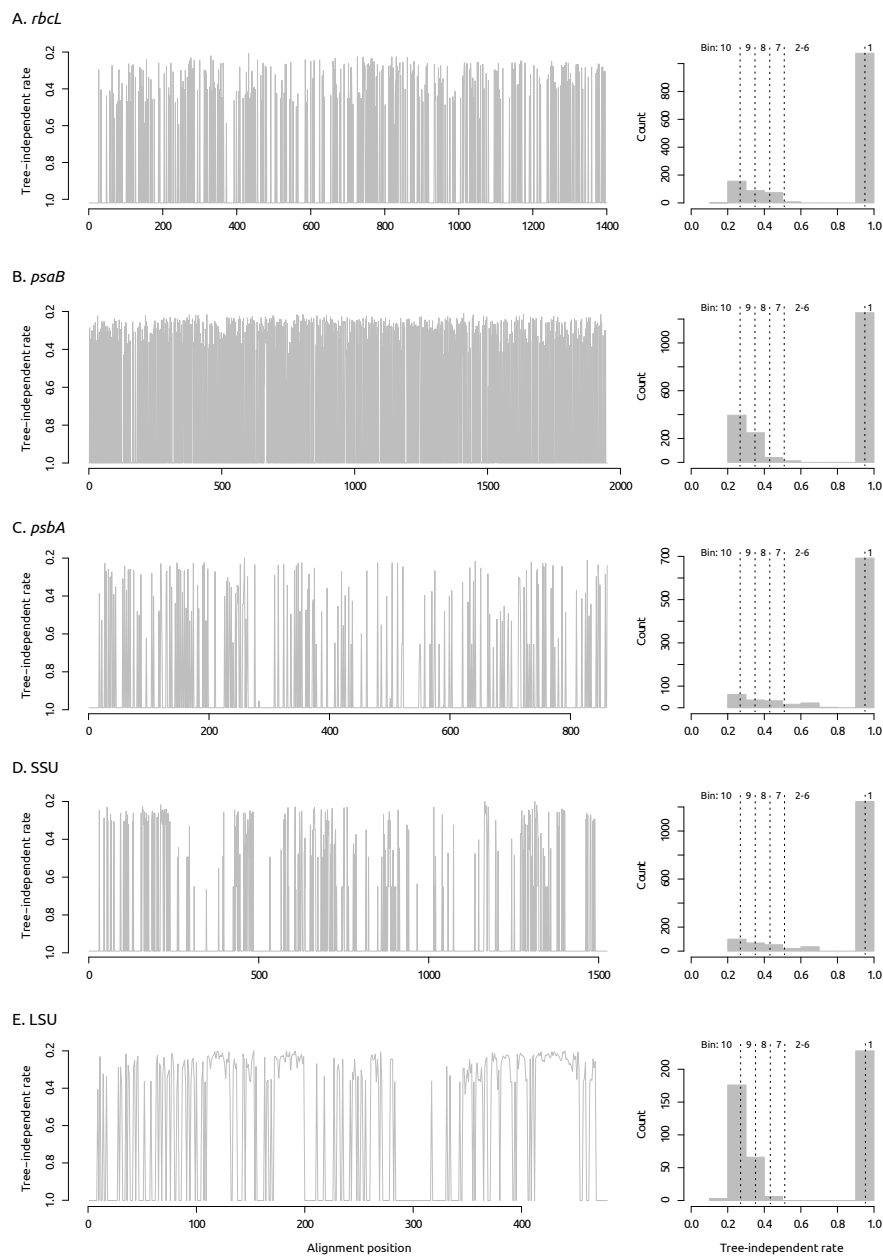 A. rbcL
Tree−independent rate
0.2
0.4
0.6
0.8
1.0
0 200 400 600 800 1000 1200 1400
Bin: 10 9 8 7 2-6 1
Count
0 200 400 600 800
0.0 0.2 0.4 0.6 0.8 1.0
B. psaB
Tree−independent rate
0.2
0.4
0.6
0.8
1.0
0 500 1000 1500 2000
Bin: 10 9 8 7 2-6 1
Count
0 200 600 1000
0.0 0.2 0.4 0.6 0.8 1.0
C. psbA
Tree−independent rate
0.2
0.4
0.6
0.8
1.0
0 200 400 600 800
Bin: 10 9 8 7 2-6 1
Count
0 100 300 500 700
0.0 0.2 0.4 0.6 0.8 1.0
D. SSU
Tree−independent rate
0.2
0.4
0.6
0.8
1.0
0 500 1000 1500
Bin: 10 9 8 7 2-6 1
Count
0 200 600 1000
0.0 0.2 0.4 0.6 0.8 1.0
E. LSU
Tree−independent rate
0.2
0.4
0.6
0.8
1.0
0 100 200 300 400
Alignment position
Bin: 10 9 8 7 2-6 1
Count
0 50 100 150 200
0.0 0.2 0.4 0.6 0.8 1.0
Tree-independent rate